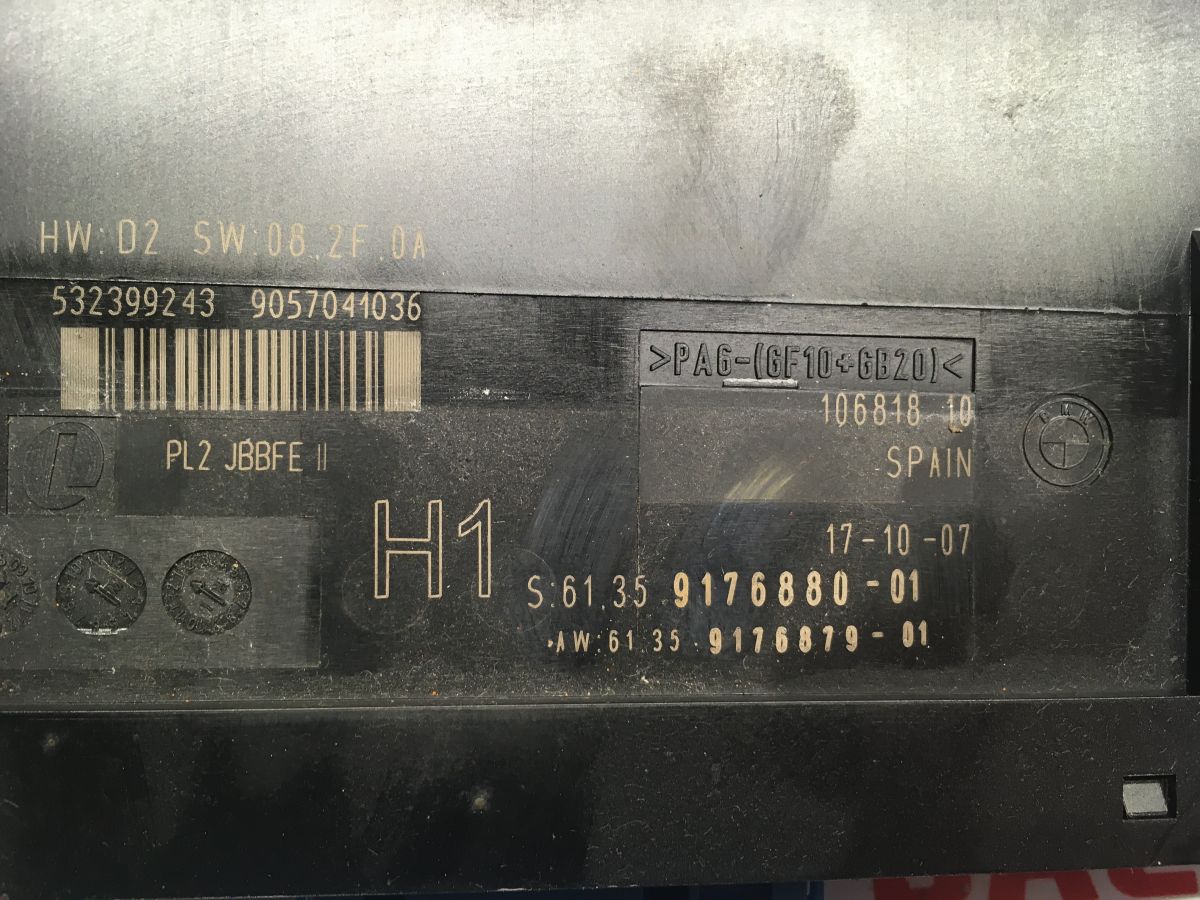 HW:D2 SW:08.2F.0A
532399243 9057041036
>PA6-(GF10+GB20)<
106818 10
SPAIN
PL2 JBBFE II
H1
17-10-07
S:61.35 9176880-01
AW:61 35 9176879-01